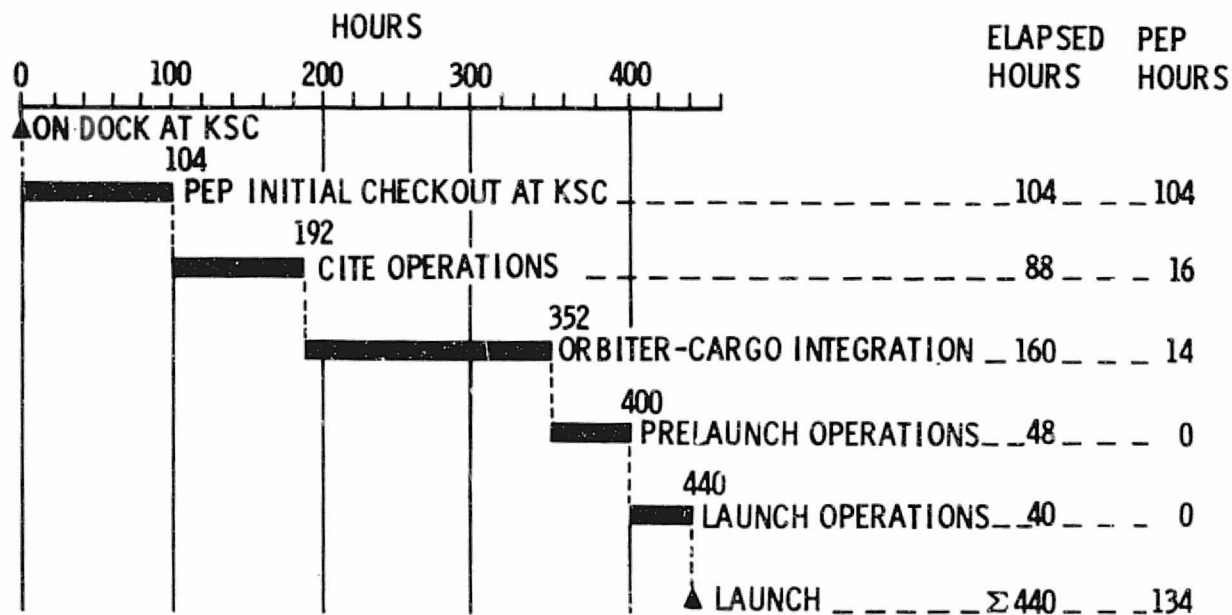 HOURS
ELAPSED HOURS
PEP HOURS
0 100 200 300 400
ON DOCK AT KSC
104
PEP INITIAL CHECKOUT AT KSC 104 104
192
CITE OPERATIONS 88 16
352
ORBITER-CARGO INTEGRATION 160 14
400
PRELAUNCH OPERATIONS 48 0
440
LAUNCH OPERATIONS 40 0
LAUNCH Σ 440 134